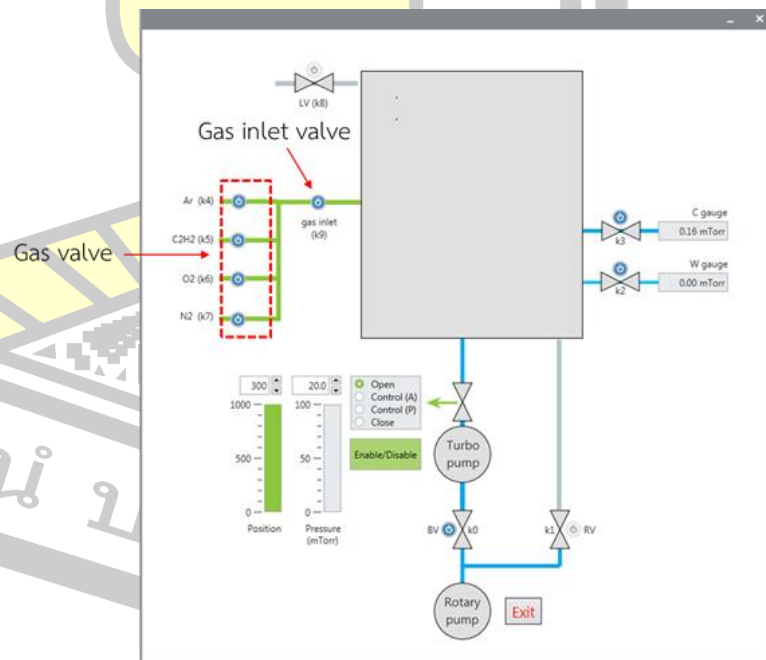 LV (k8)
Gas inlet valve
Ar (k4)
gas inlet
(k9)
C2H2 (k5)
Gas valve
O2 (k6)
N2 (k7)
C gauge
0.16 mTorr
k3
W gauge
0.00 mTorr
k2
300
20.0
Open
Control (A)
Control (P)
Close
Enable/Disable
1000
500
0
Position
100
50
0
Pressure
(mTorr)
Turbo
pump
BV
k0
k1
RV
Rotary
pump
Exit